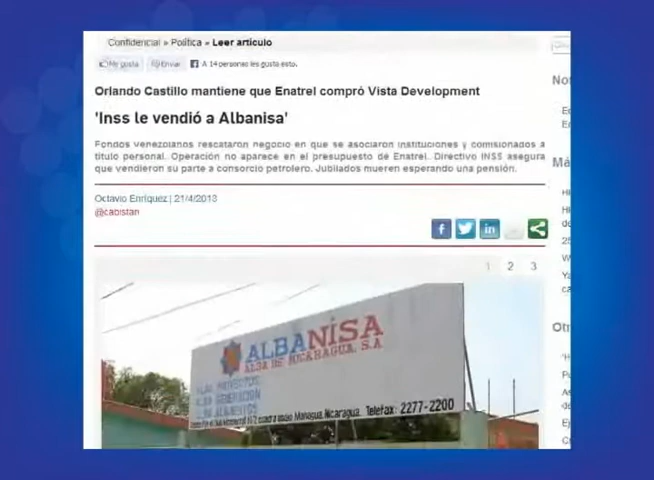 Confidencial » Política » Leer artículo
Me gusta Enviar A 14 personas les gusta esto.
Orlando Castillo mantiene que Enatrel compró Vista Development
'Inss le vendió a Albanisa'
Fondos venezolanos rescataron negocio en que se asociaron instituciones y comisionados a
título personal. Operación no aparece en el presupuesto de Enatrel. Directivo INSS asegura
que vendieron su parte a consorcio petrolero. Jubilados mueren esperando una pensión.
Octavio Enríquez | 21/4/2013
@cabistan
1 2 3
ALBANISA
ALBA DE NICARAGUA, S.A.
Managua, Nicaragua. Telefax: 2277-2200
No
Má
Ot